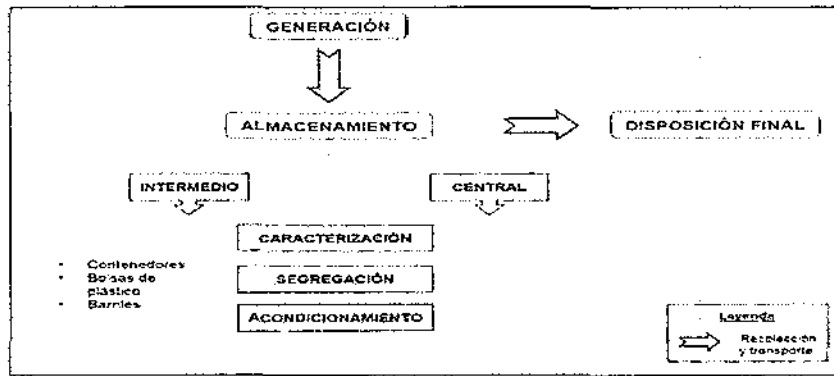 GENERACIÓN
ALMACENAMIENTO
DISPOSICIÓN FINAL
INTERMEDIO
CENTRAL
CARACTERIZACIÓN
• Contenedores
• Bolsas de
plástico
• Barriles
SEGREGACIÓN
ACONDICIONAMIENTO
Leyenda
Recolección
y transporte